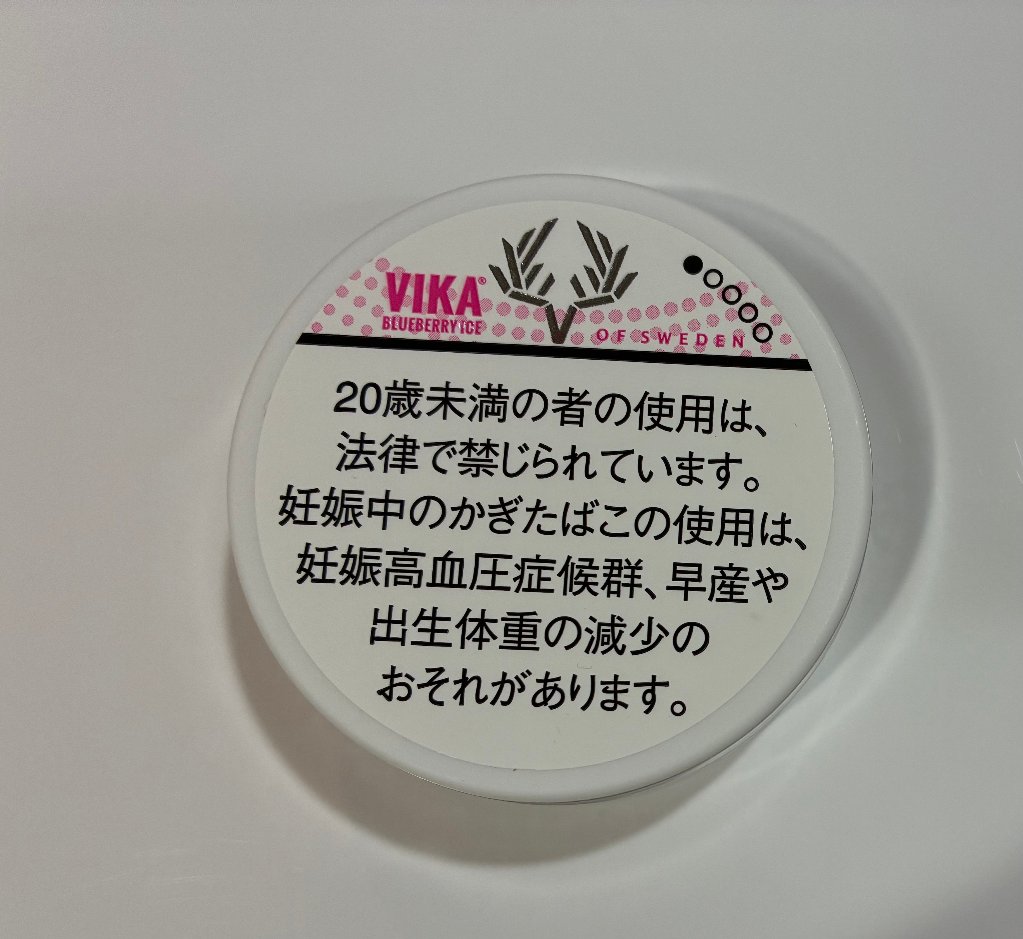 VIKA®
BLUEBERRY ICE
OF SWEDEN
20歳未満の者の使用は、
法律で禁じられています。
妊娠中のかぎたばこの使用は、
妊娠高血圧症候群、早産や
出生体重の減少の
おそれがあります。